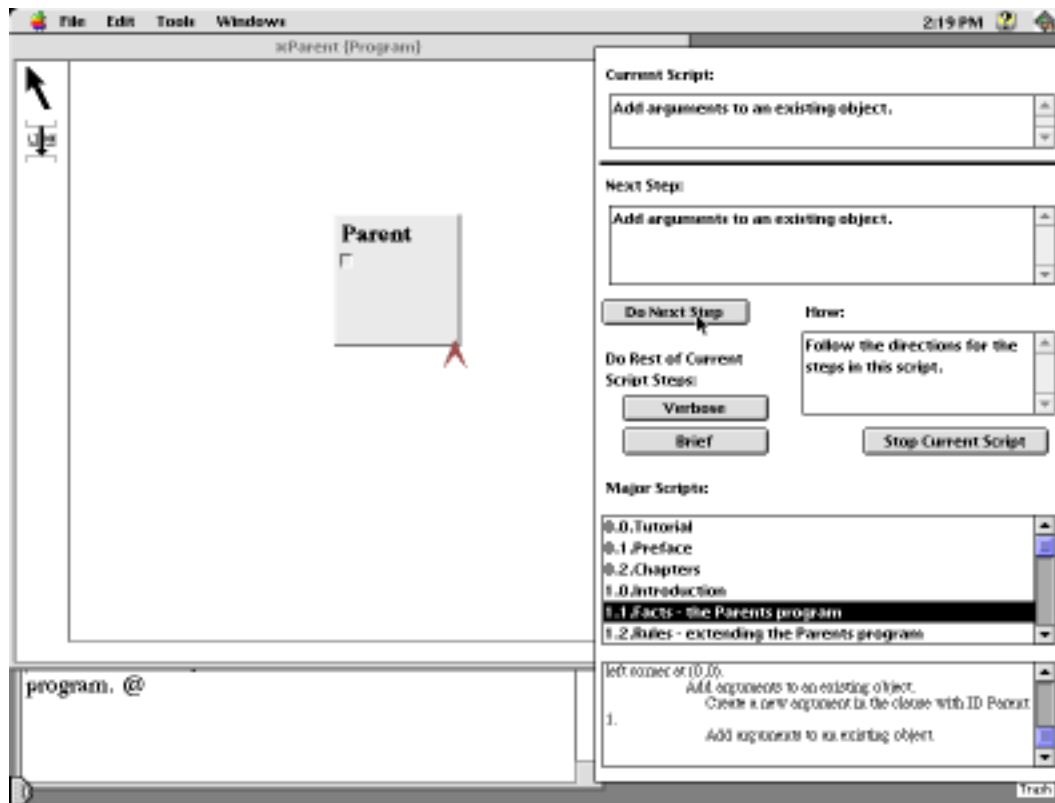 File Edit Tools Windows 2:19 PM
⌘Parent {Program}
Current Script:
Add arguments to an existing object.
Next Step:
Add arguments to an existing object.
Parent
Do Next Step
How:
Follow the directions for the
steps in this script.
Do Rest of Current
Script Steps:
Verbose
Brief
Stop Current Script
Major Scripts:
0.0.Tutorial
0.1.Preface
0.2.Chapters
1.0.Introduction
1.1.Facts - the Parents program
1.2.Rules - extending the Parents program
program. @
left corner at (0,0).
Add arguments to an existing object.
Create a new argument in the clause with ID Parent
1.
Add arguments to an existing object
Trash